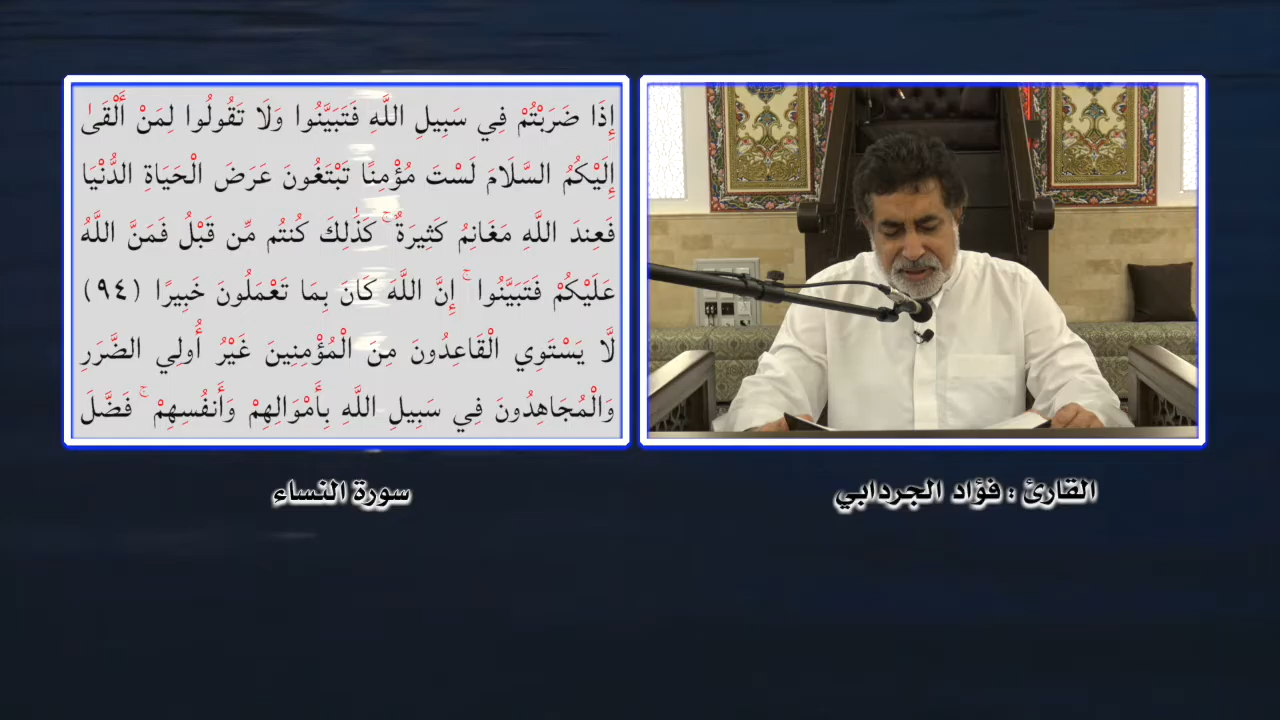 إِذَا ضَرَبْتُمْ فِي سَبِيلِ اللَّهِ فَتَبَيَّنُوا وَلَا تَقُولُوا لِمَنْ أَلْقَىٰ
إِلَيْكُمُ السَّلَامَ لَسْتَ مُؤْمِنًا تَبْتَغُونَ عَرَضَ الْحَيَاةِ الدُّنْيَا
فَعِندَ اللَّهِ مَغَانِمُ كَثِيرَةٌ ۚ كَذَٰلِكَ كُنتُم مِّن قَبْلُ فَمَنَّ اللَّهُ
عَلَيْكُمْ فَتَبَيَّنُوا ۚ إِنَّ اللَّهَ كَانَ بِمَا تَعْمَلُونَ خَبِيرًا (٩٤)
لَّا يَسْتَوِي الْقَاعِدُونَ مِنَ الْمُؤْمِنِينَ غَيْرُ أُولِي الضَّرَرِ
وَالْمُجَاهِدُونَ فِي سَبِيلِ اللَّهِ بِأَمْوَالِهِمْ وَأَنفُسِهِمْ ۚ فَضَّلَ
القارئ : فؤاد الجردابي
سورة النساء